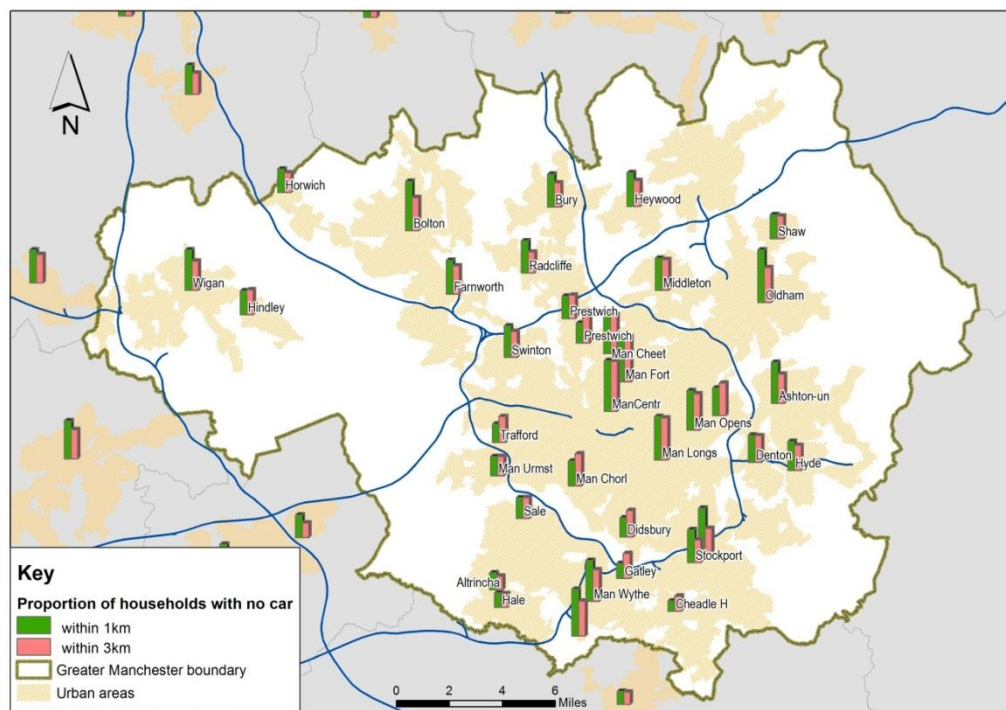 N
Horwich
Bolton
Bury
Heywood
Shaw
Wigan
Hindley
Farnworth
Radcliffe
Middleton
Oldham
Prestwich
Prestwich
Swinton
Man Cheet
Man Fort
ManCentr
Ashton-un
Trafford
Man Opens
Man Longs
Denton
Hyde
Man Urmst
Man Chorl
Sale
Didsbury
Stockport
Gatley
Altrincha
Hale
Man Wythe
Cheadle H
Key
Proportion of households with no car
within 1km
within 3km
Greater Manchester boundary
Urban areas
0 2 4 6
Miles